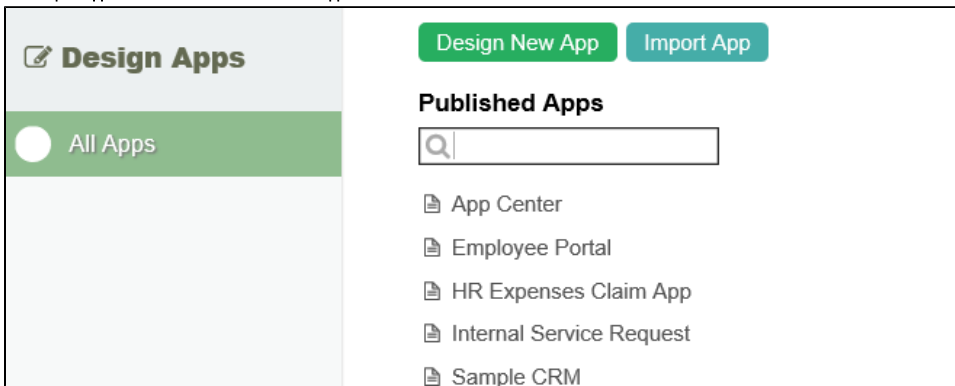 Design Apps
All Apps
Design New App
Import App
Published Apps
App Center
Employee Portal
HR Expenses Claim App
Internal Service Request
Sample CRM